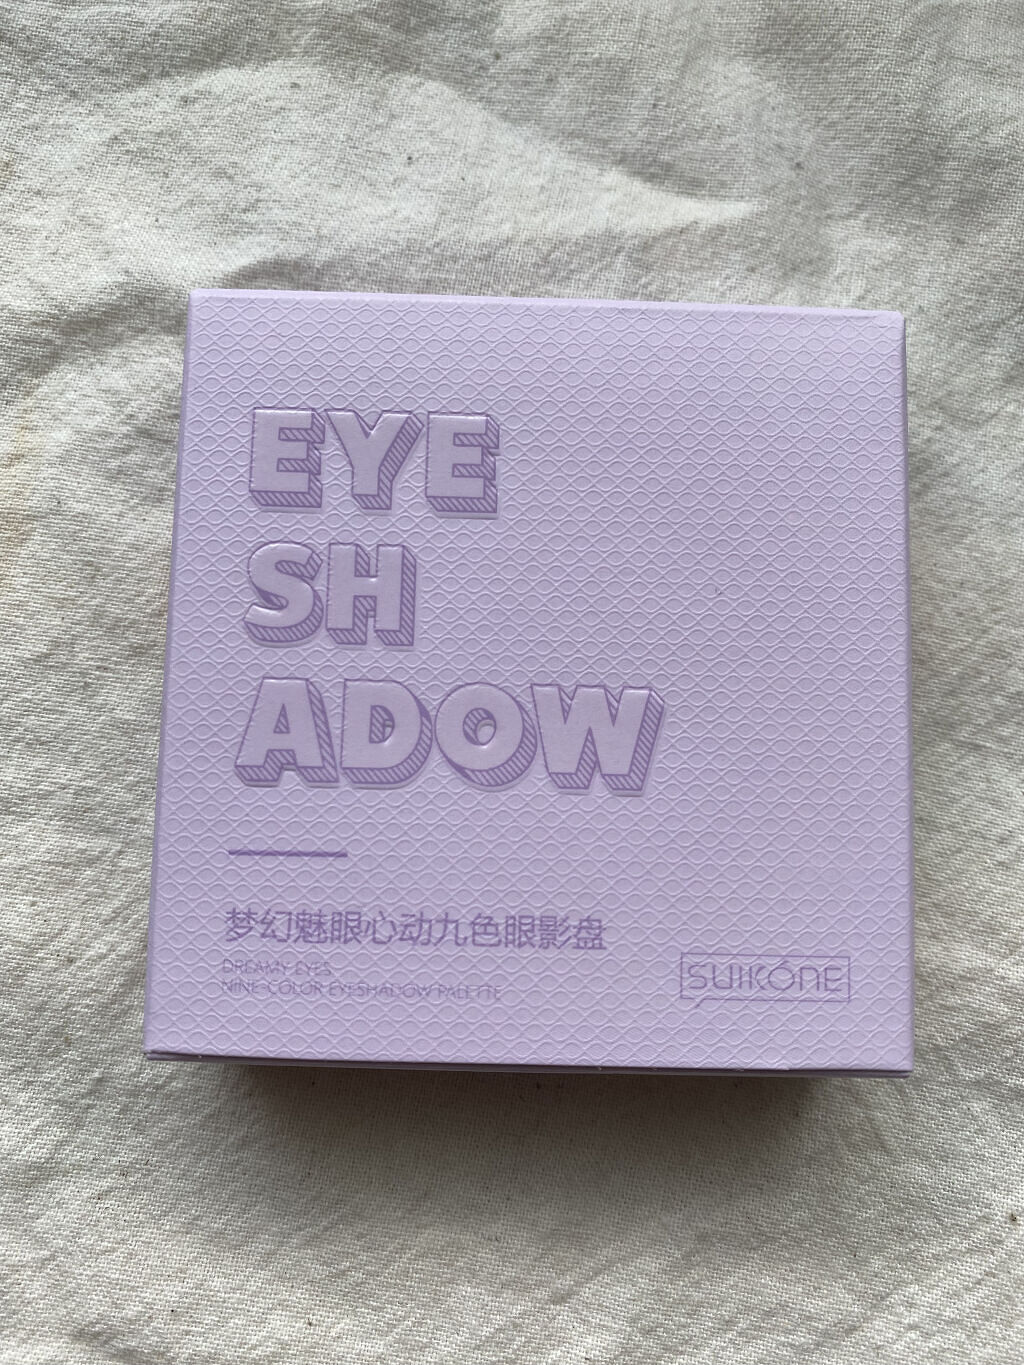 EYE
SH
ADOW
梦幻魅眼心动九色眼影盘
DREAMY EYES
NINE-COLOR EYESHADOW PALETTE
SUIKÓNE